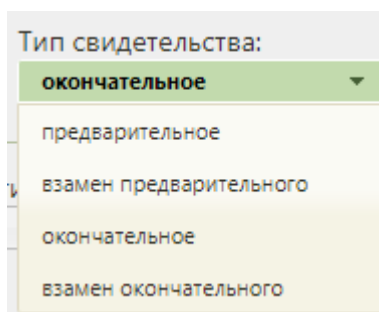 Тип свидетельства:
окончательное
предварительное
взамен предварительного
окончательное
взамен окончательного